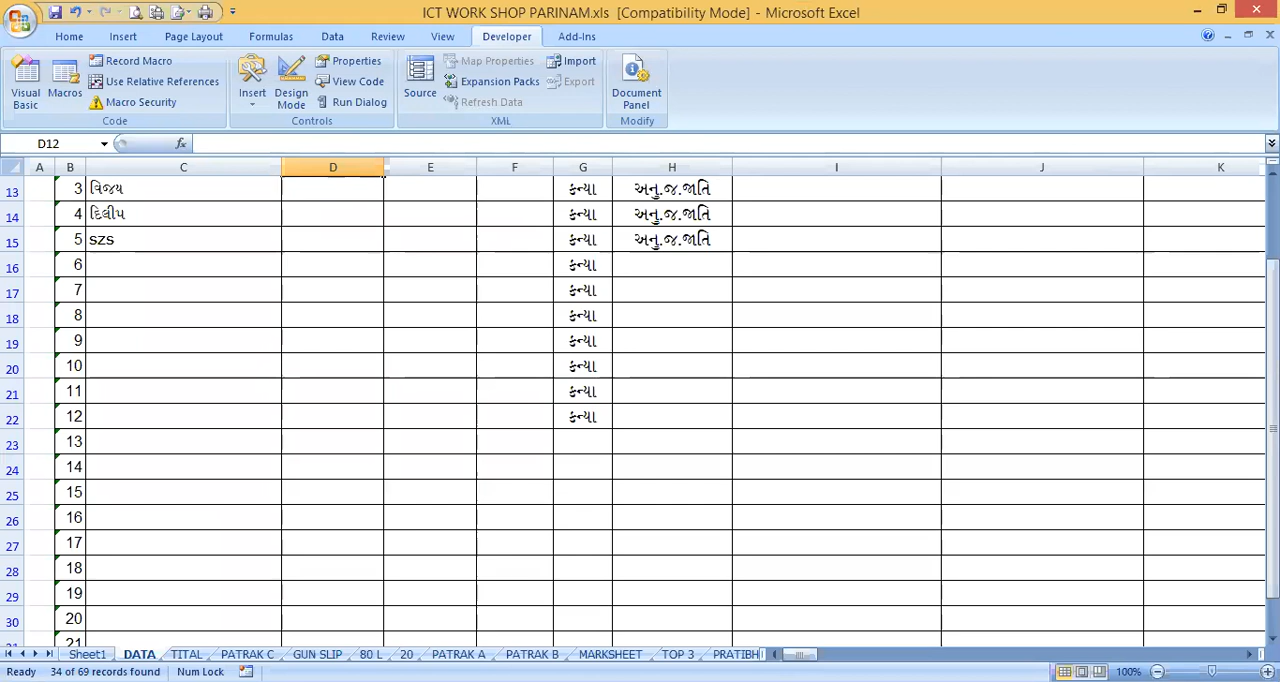 ICT WORK SHOP PARINAM.xls [Compatibility Mode] - Microsoft Excel
Home Insert Page Layout Formulas Data Review View Developer Add-Ins
Visual Basic Macros Record Macro Use Relative References Macro Security
Insert Design Mode Properties View Code Run Dialog
Source Map Properties Expansion Packs Refresh Data Import Export
Document Panel
Code Controls XML Modify
D12 fx
A B C D E F G H I J K
13 3 વિજય કન્યા અનુ.જ.જાતિ
14 4 દિલીપ કન્યા અનુ.જ.જાતિ
15 5 szs કન્યા અનુ.જ.જાતિ
16 6 કન્યા
17 7 કન્યા
18 8 કન્યા
19 9 કન્યા
20 10 કન્યા
21 11 કન્યા
22 12 કન્યા
23 13
24 14
25 15
26 16
27 17
28 18
29 19
30 20
31 21
Sheet1 DATA TITAL PATRAK C GUN SLIP 80 L 20 PATRAK A PATRAK B MARKSHEET TOP 3 PRATIBH
Ready 34 of 69 records found Num Lock 100%